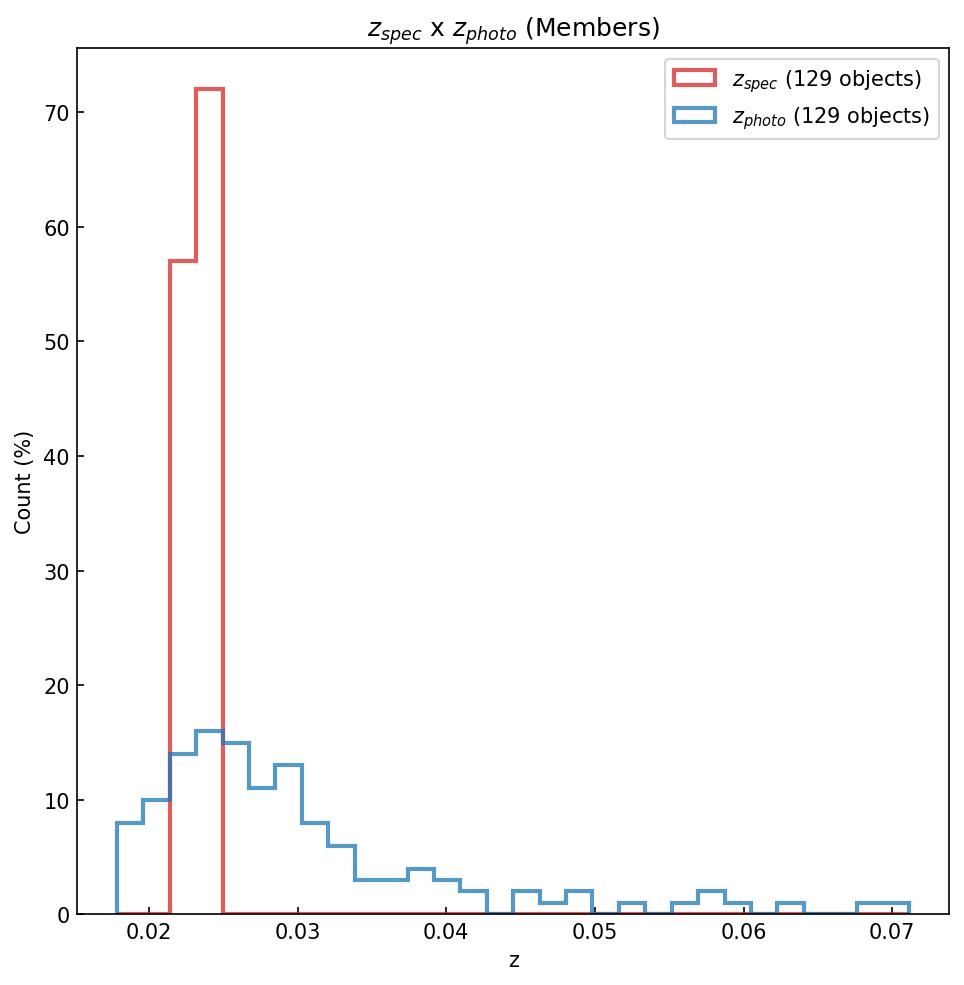 z_spec x z_photo (Members)
z_spec (129 objects)
z_photo (129 objects)
Count (%)
70
60
50
40
30
20
10
0
0.02 0.03 0.04 0.05 0.06 0.07
z